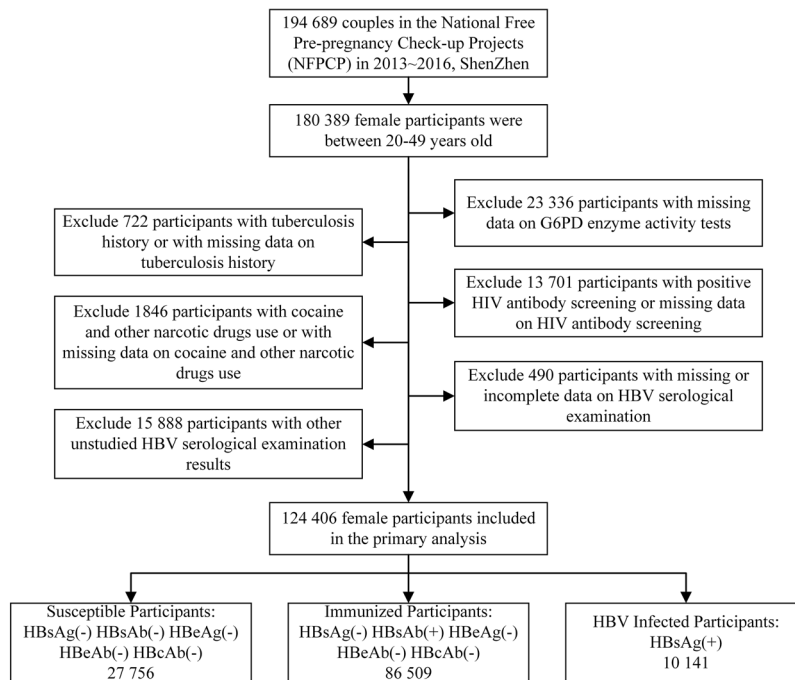 194 689 couples in the National Free
Pre-pregnancy Check-up Projects
(NFPCP) in 2013~2016, ShenZhen
180 389 female participants were
between 20-49 years old
Exclude 23 336 participants with missing
data on G6PD enzyme activity tests
Exclude 722 participants with tuberculosis
history or with missing data on
tuberculosis history
Exclude 13 701 participants with positive
HIV antibody screening or missing data
on HIV antibody screening
Exclude 1846 participants with cocaine
and other narcotic drugs use or with
missing data on cocaine and other narcotic
drugs use
Exclude 490 participants with missing or
incomplete data on HBV serological
examination
Exclude 15 888 participants with other
unstudied HBV serological examination
results
124 406 female participants included
in the primary analysis
Susceptible Participants:
HBsAg(-) HBsAb(-) HBeAg(-)
HBeAb(-) HBcAb(-)
27 756
Immunized Participants:
HBsAg(-) HBsAb(+) HBeAg(-)
HBeAb(-) HBcAb(-)
86 509
HBV Infected Participants:
HBsAg(+)
10 141